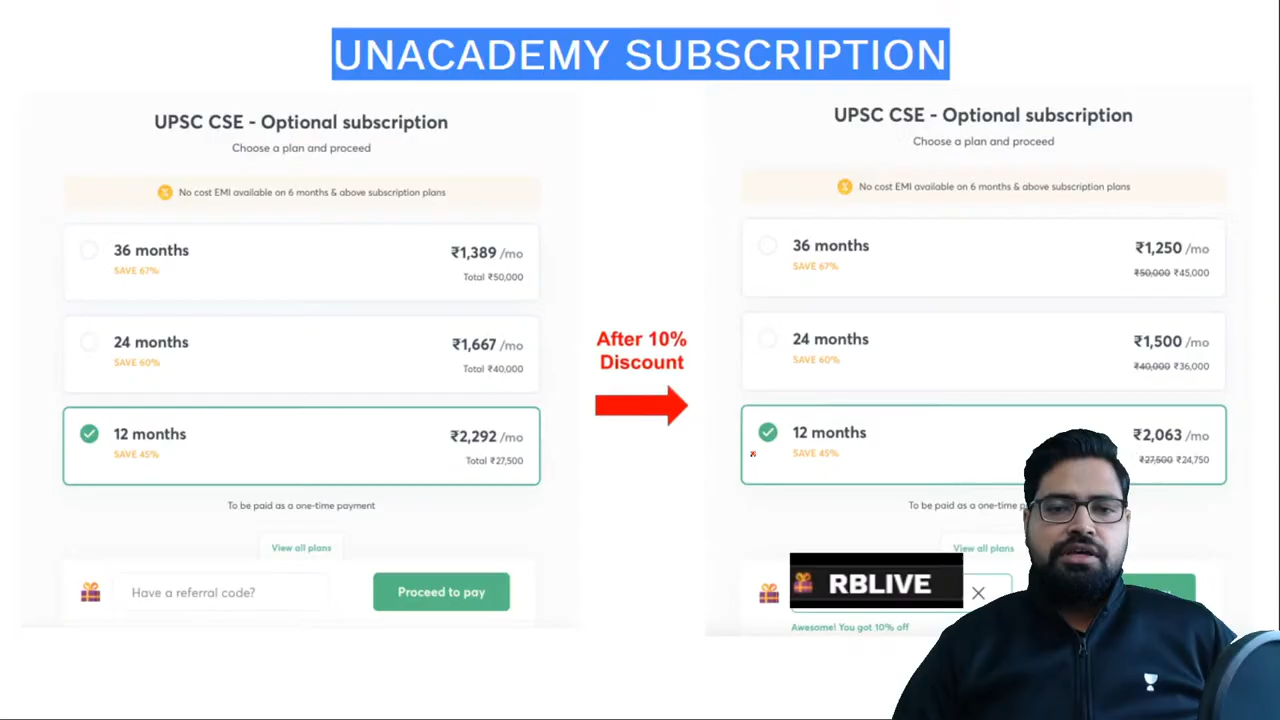 UNACADEMY SUBSCRIPTION
UPSC CSE - Optional subscription
Choose a plan and proceed
No cost EMI available on 6 months & above subscription plans
36 months
₹1,389 /mo
SAVE 67%
Total ₹50,000
24 months
₹1,667 /mo
SAVE 60%
Total ₹40,000
12 months
₹2,292 /mo
SAVE 45%
Total ₹27,500
To be paid as a one-time payment
View all plans
Have a referral code?
Proceed to pay
After 10%
Discount
UPSC CSE - Optional subscription
Choose a plan and proceed
No cost EMI available on 6 months & above subscription plans
36 months
₹1,250 /mo
SAVE 67%
₹50,000 ₹45,000
24 months
₹1,500 /mo
SAVE 60%
₹40,000 ₹36,000
12 months
₹2,063 /mo
SAVE 45%
₹27,500 ₹24,750
To be paid as a one-time
View all plans
RBLIVE
Awesome! You got 10% off